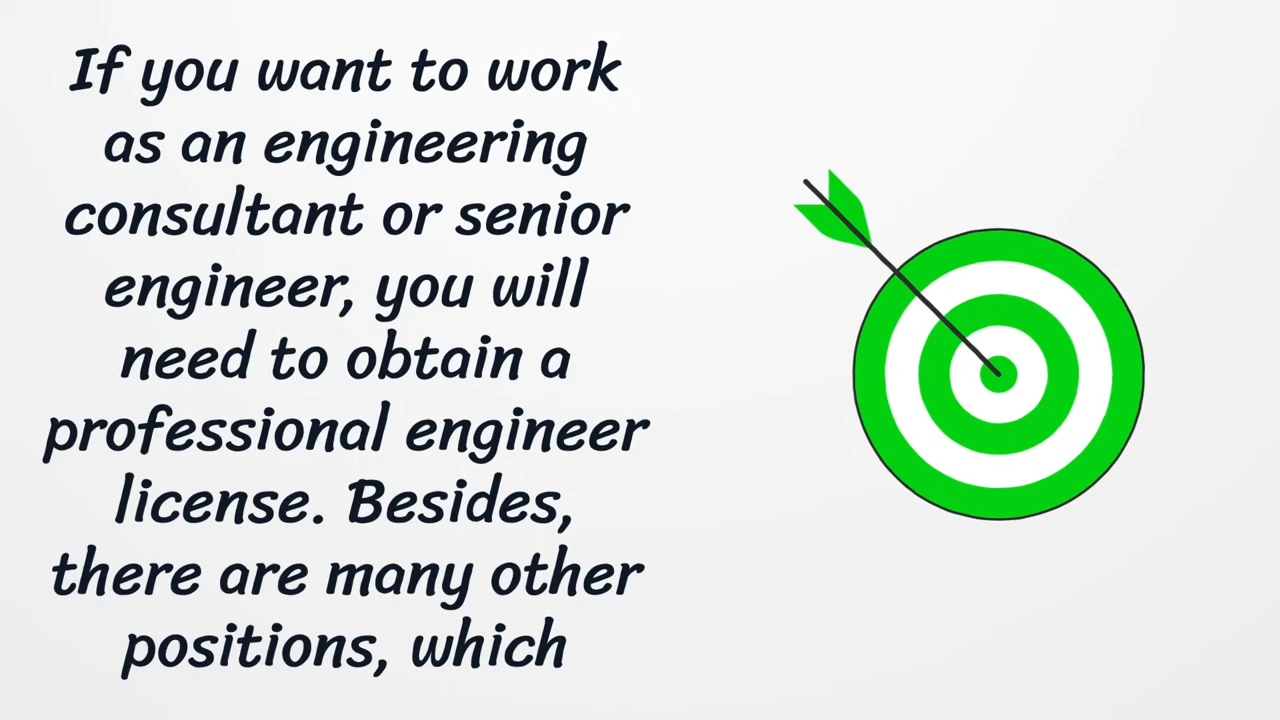 If you want to work
as an engineering
consultant or senior
engineer, you will
need to obtain a
professional engineer
license. Besides,
there are many other
positions, which